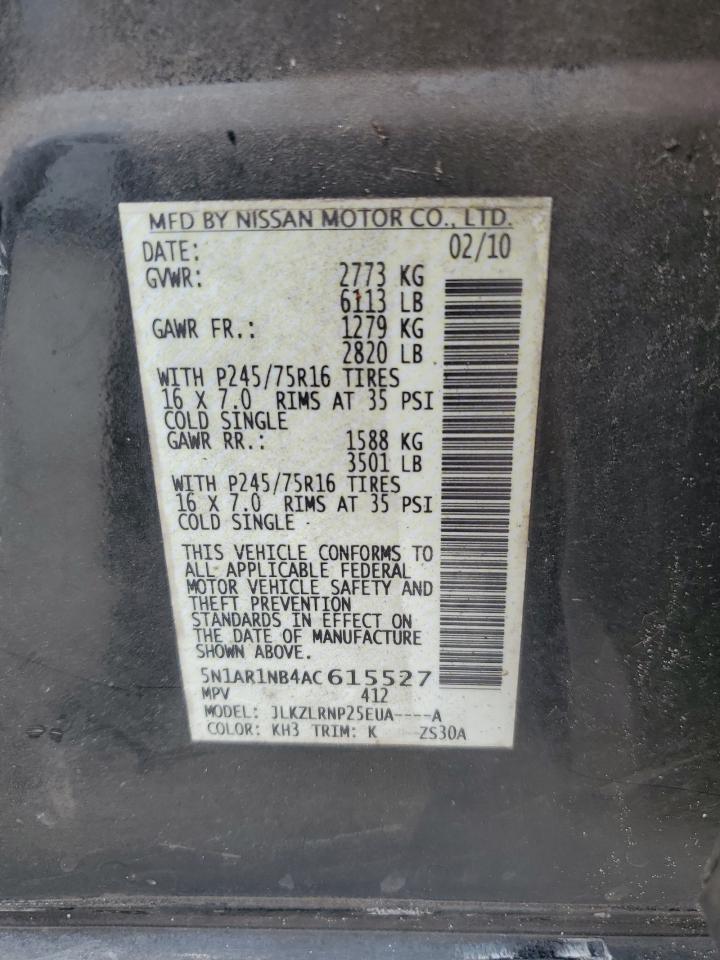 MFD BY NISSAN MOTOR CO., LTD.
DATE: 02/10
GVWR: 2773 KG
6113 LB
GAWR FR.: 1279 KG
2820 LB
WITH P245/75R16 TIRES
16 X 7.0 RIMS AT 35 PSI
COLD SINGLE
GAWR RR.: 1588 KG
3501 LB
WITH P245/75R16 TIRES
16 X 7.0 RIMS AT 35 PSI
COLD SINGLE
THIS VEHICLE CONFORMS TO
ALL APPLICABLE FEDERAL
MOTOR VEHICLE SAFETY AND
THEFT PREVENTION
STANDARDS IN EFFECT ON
THE DATE OF MANUFACTURE
SHOWN ABOVE.
5N1AR1NB4AC615527
MPV 412
MODEL: JLKZLRNP25EUA----A
COLOR: KH3 TRIM: K ZS30A